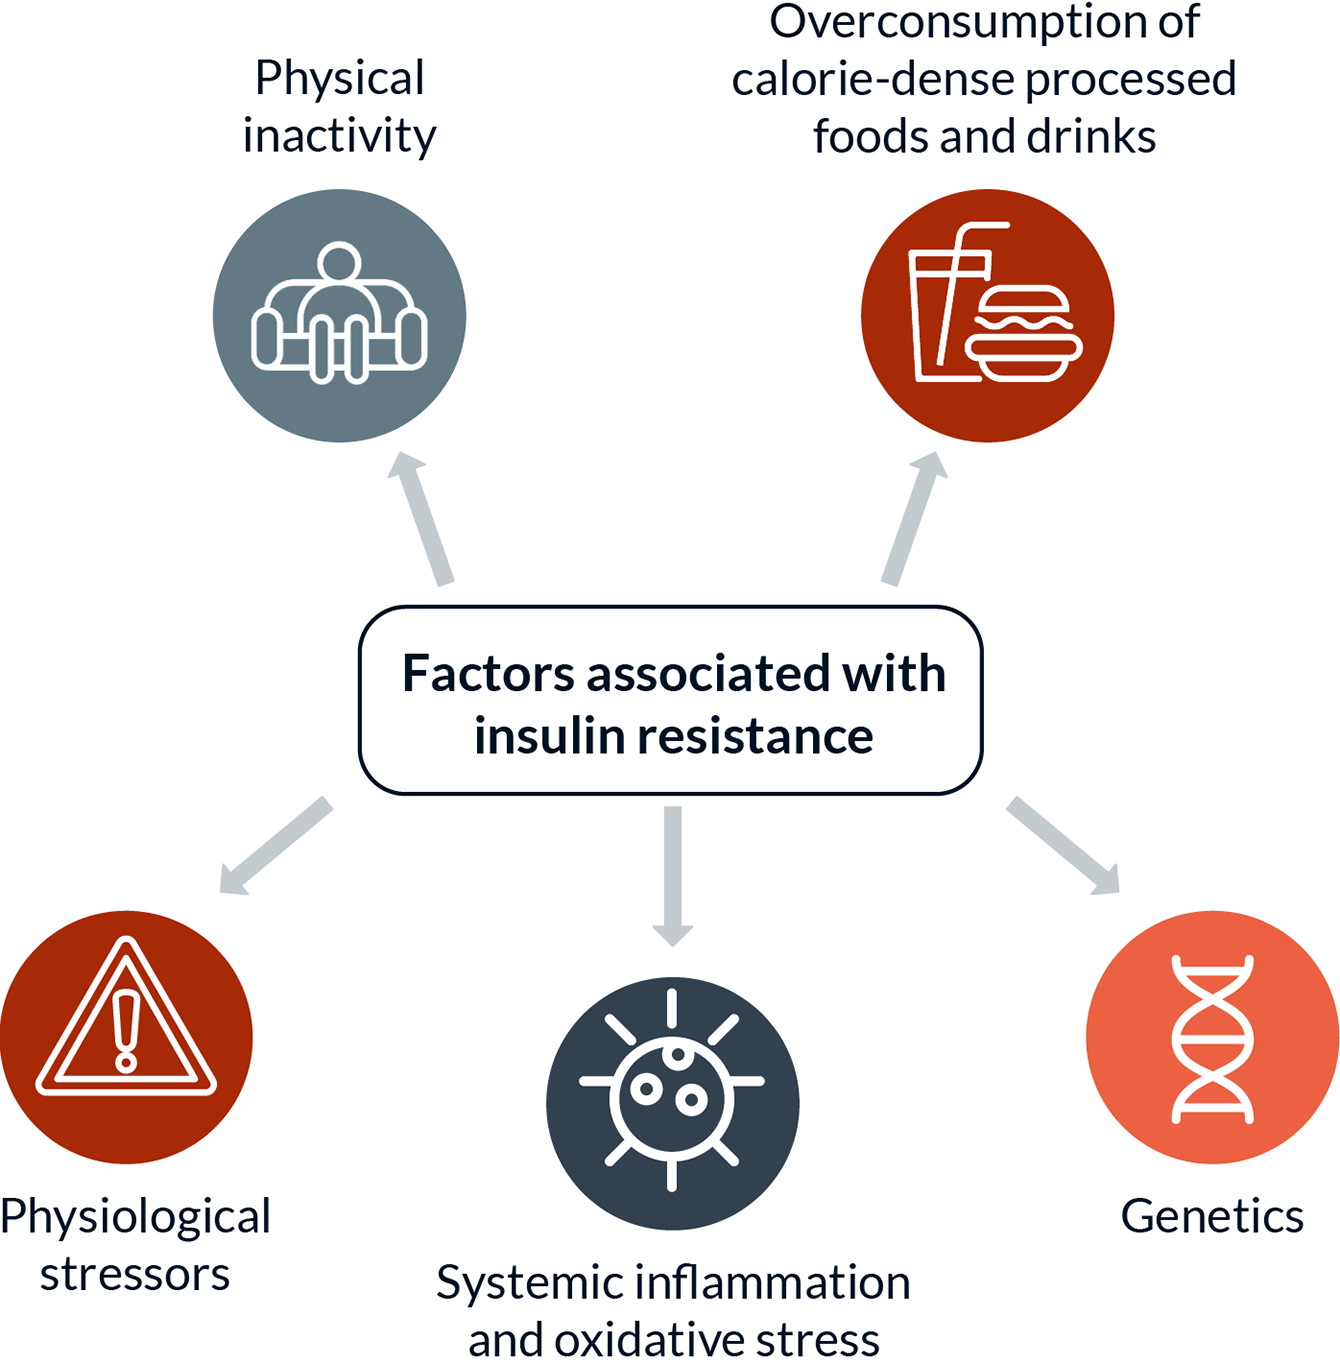 Physical
inactivity
Overconsumption of
calorie-dense processed
foods and drinks
Factors associated with
insulin resistance
Physiological
stressors
Systemic inflammation
and oxidative stress
Genetics